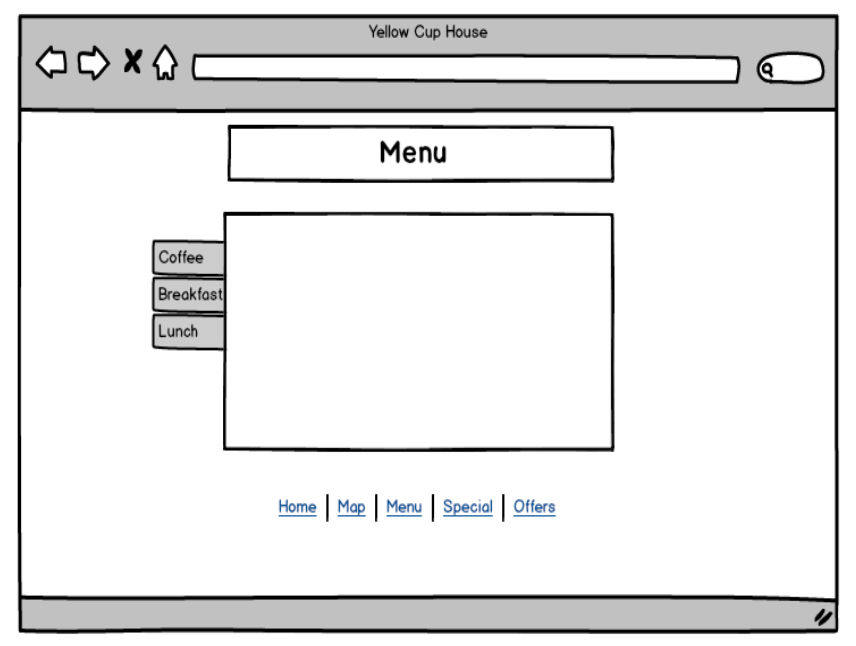 Yellow Cup House
Menu
Coffee
Breakfast
Lunch
Home | Map | Menu | Special | Offers